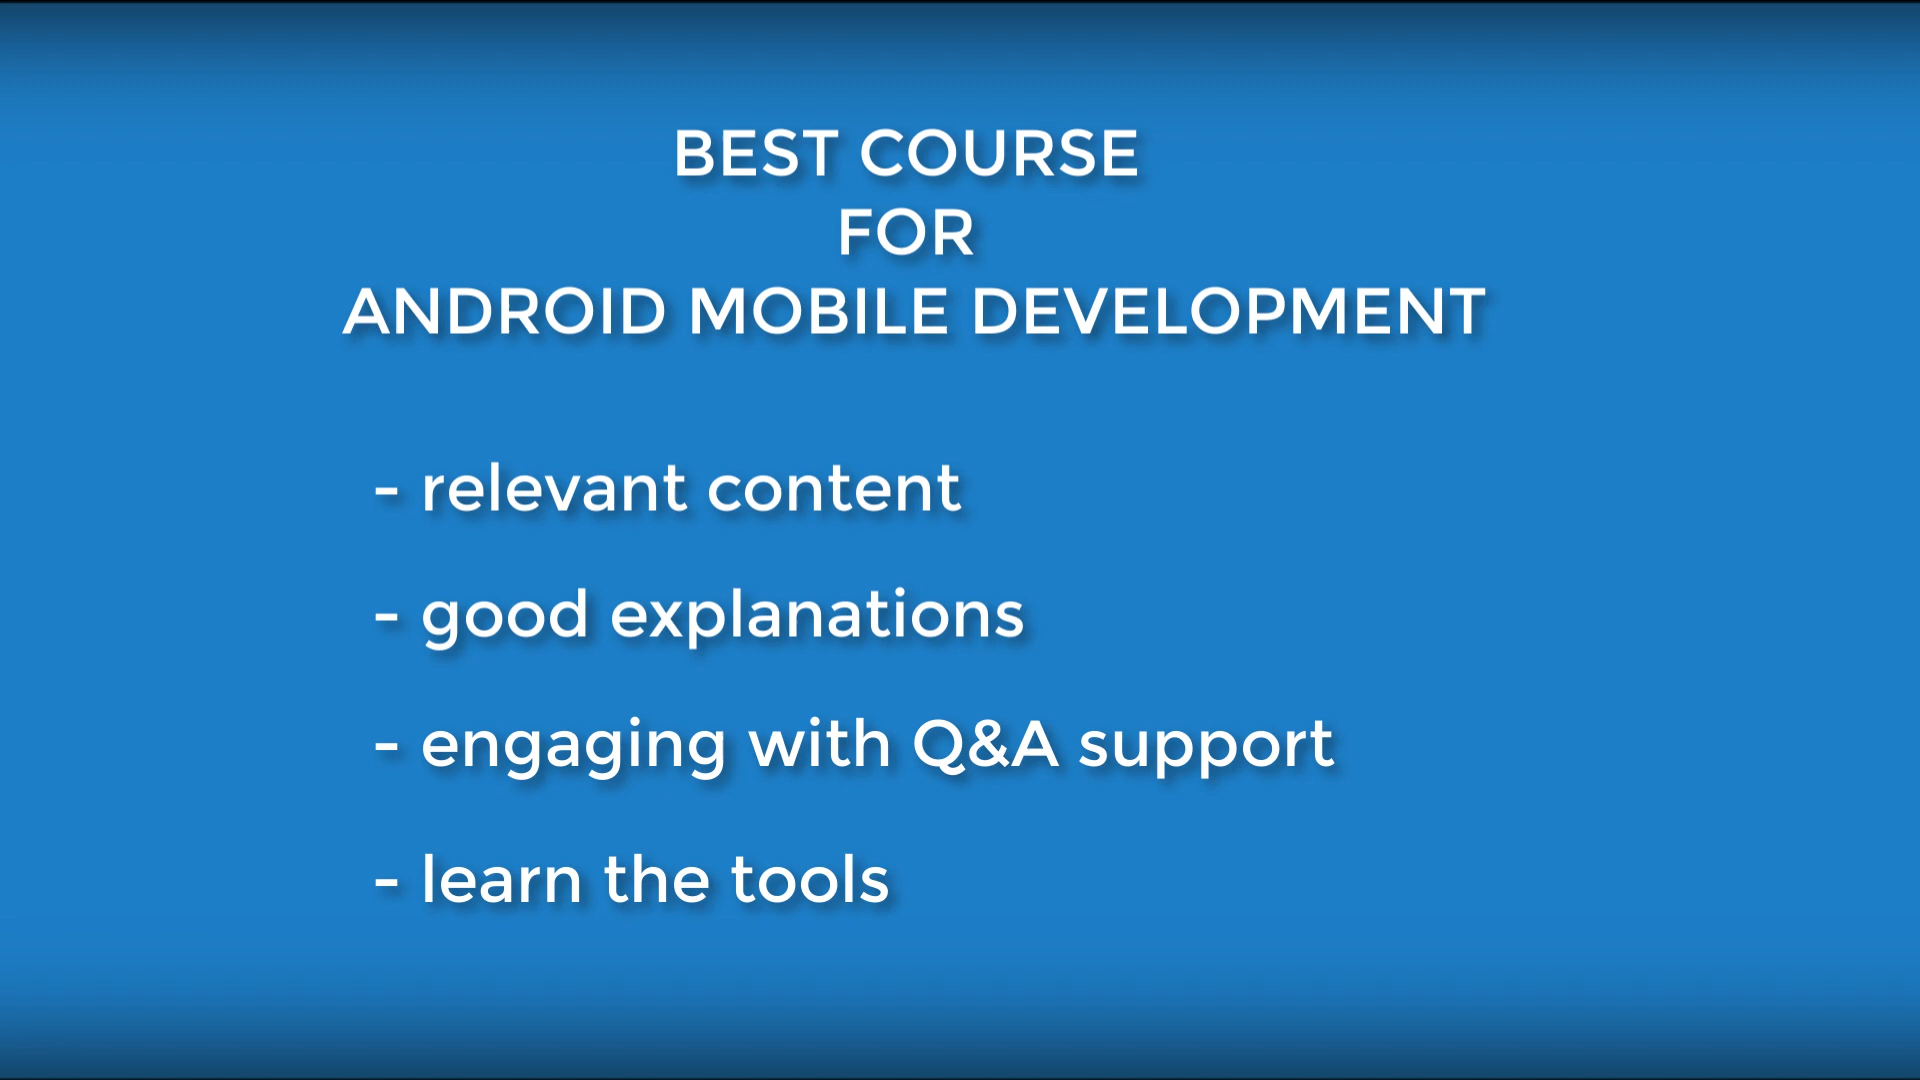 BEST COURSE
FOR
ANDROID MOBILE DEVELOPMENT
- relevant content
- good explanations
- engaging with Q&A support
- learn the tools